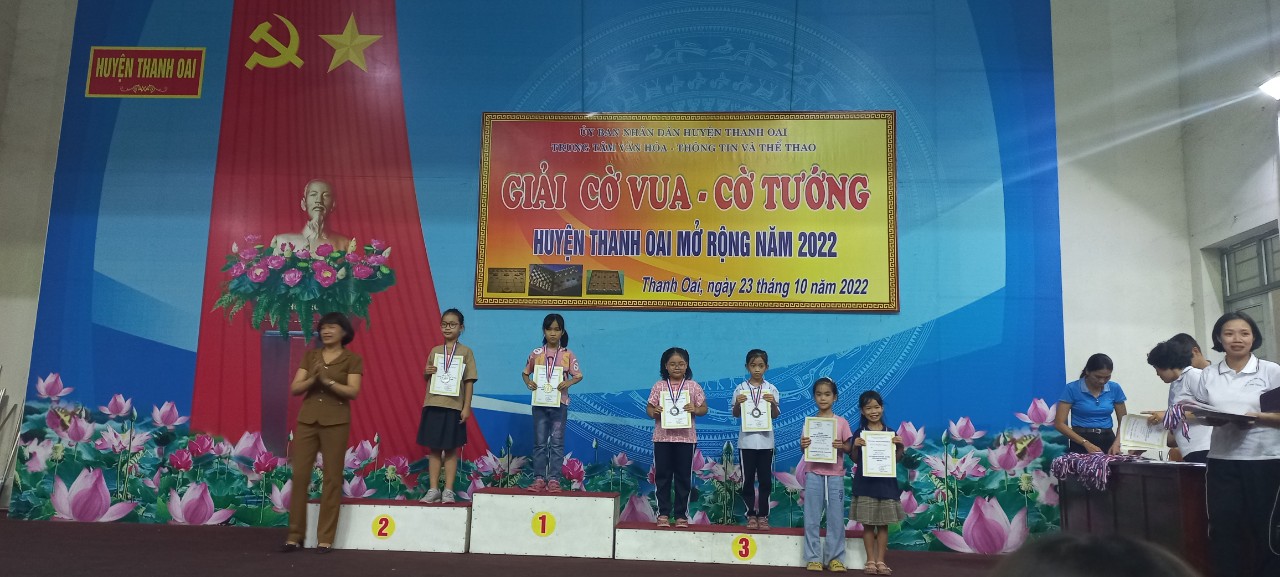 HUYỆN THANH OAI
ỦY BAN NHÂN DÂN HUYỆN THANH OAI
TRUNG TÂM VĂN HÓA - THÔNG TIN VÀ THỂ THAO
GIẢI CỜ VUA - CỜ TƯỚNG
HUYỆN THANH OAI MỞ RỘNG NĂM 2022
Thanh Oai, ngày 23 tháng 10 năm 2022
2
1
3